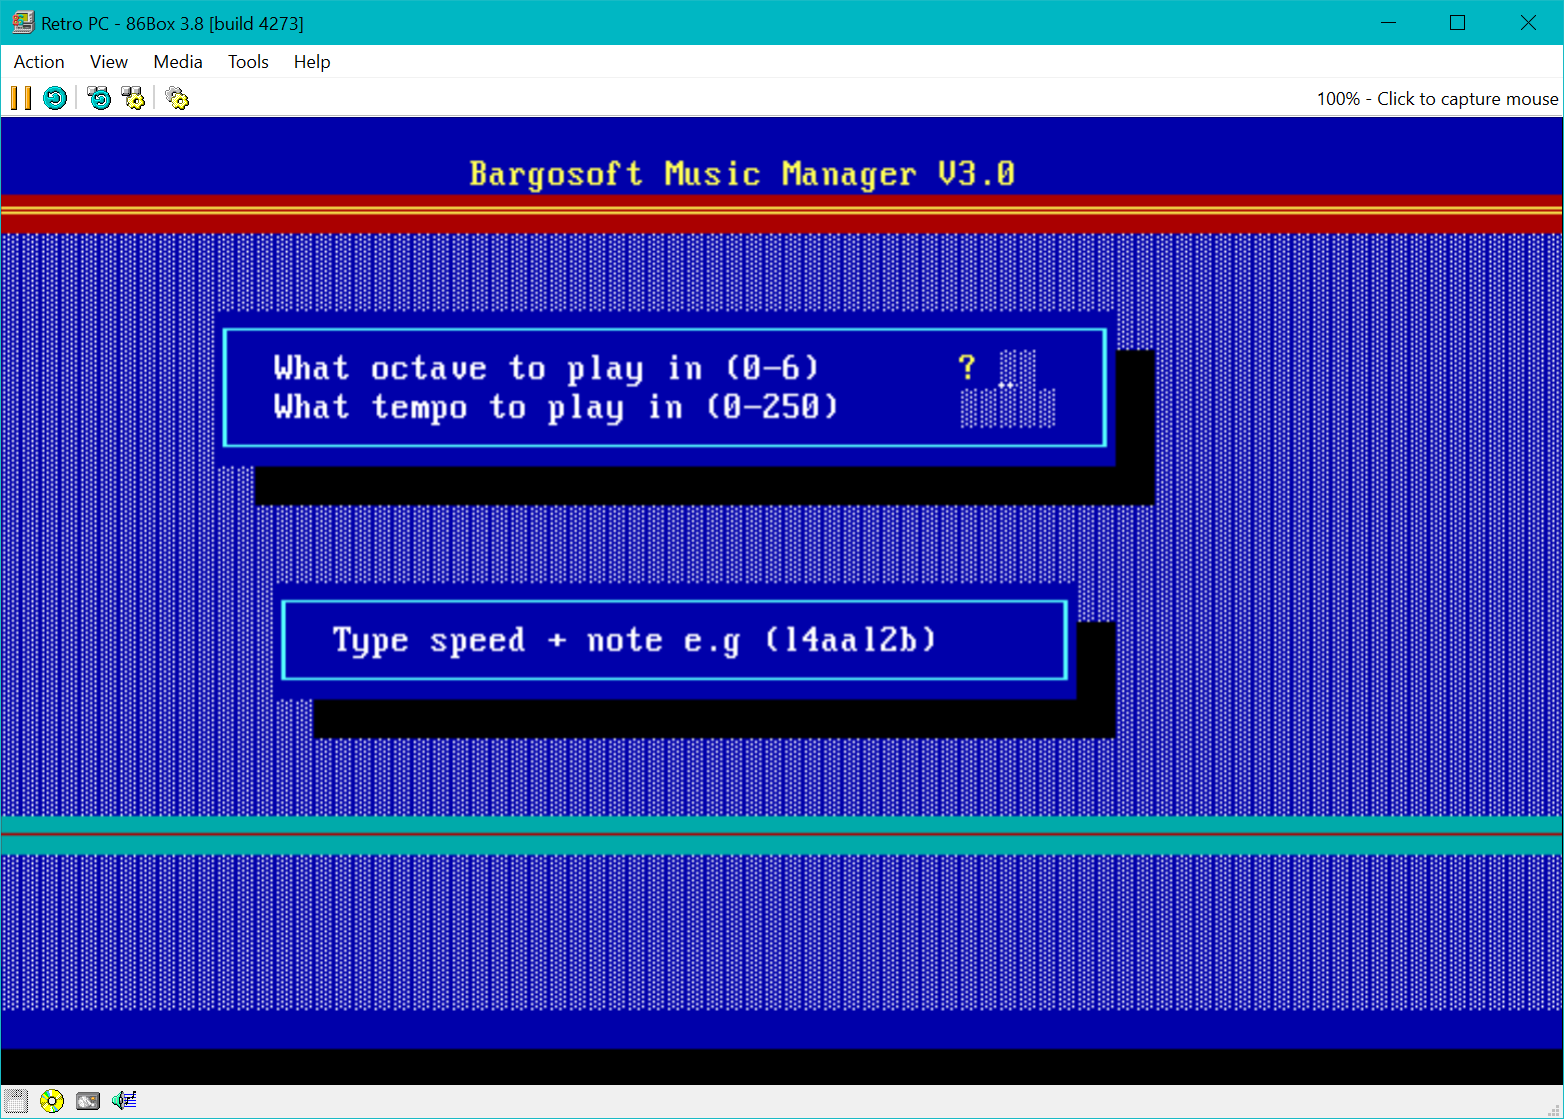 Retro PC - 86Box 3.8 [build 4273]
Action View Media Tools Help
100% - Click to capture mouse
Bargosoft Music Manager V3.0
What octave to play in (0-6) ?
What tempo to play in (0-250)
Type speed + note e.g (l4aal2b)